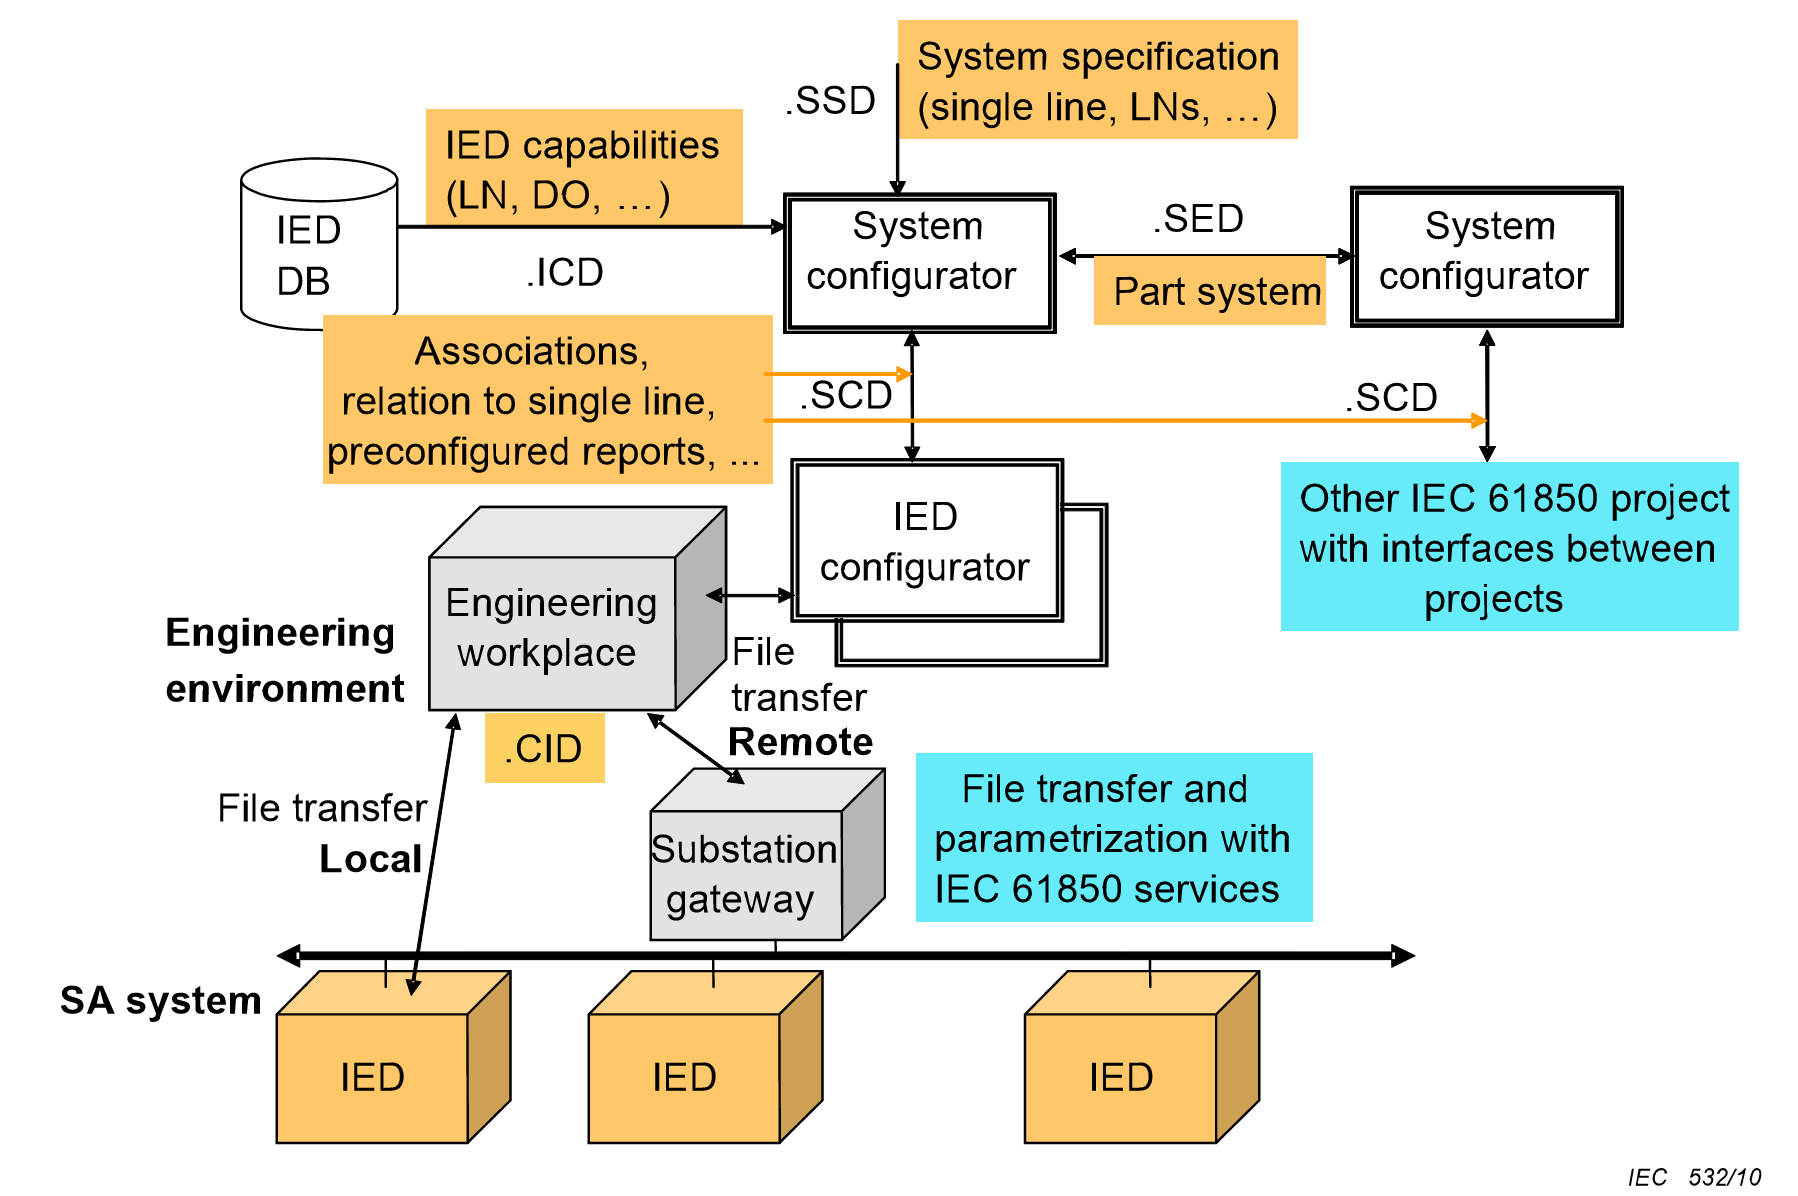 System specification
(single line, LNs, …)
.SSD
IED capabilities
(LN, DO, …)
IED
DB
.ICD
System
configurator
.SED
Part system
System
configurator
Associations,
relation to single line,
preconfigured reports, ...
.SCD
.SCD
IED
configurator
Other IEC 61850 project
with interfaces between
projects
Engineering
workplace
Engineering
environment
File
transfer
Remote
.CID
File transfer
Local
Substation
gateway
File transfer and
parametrization with
IEC 61850 services
SA system
IED
IED
IED
IEC 532/10